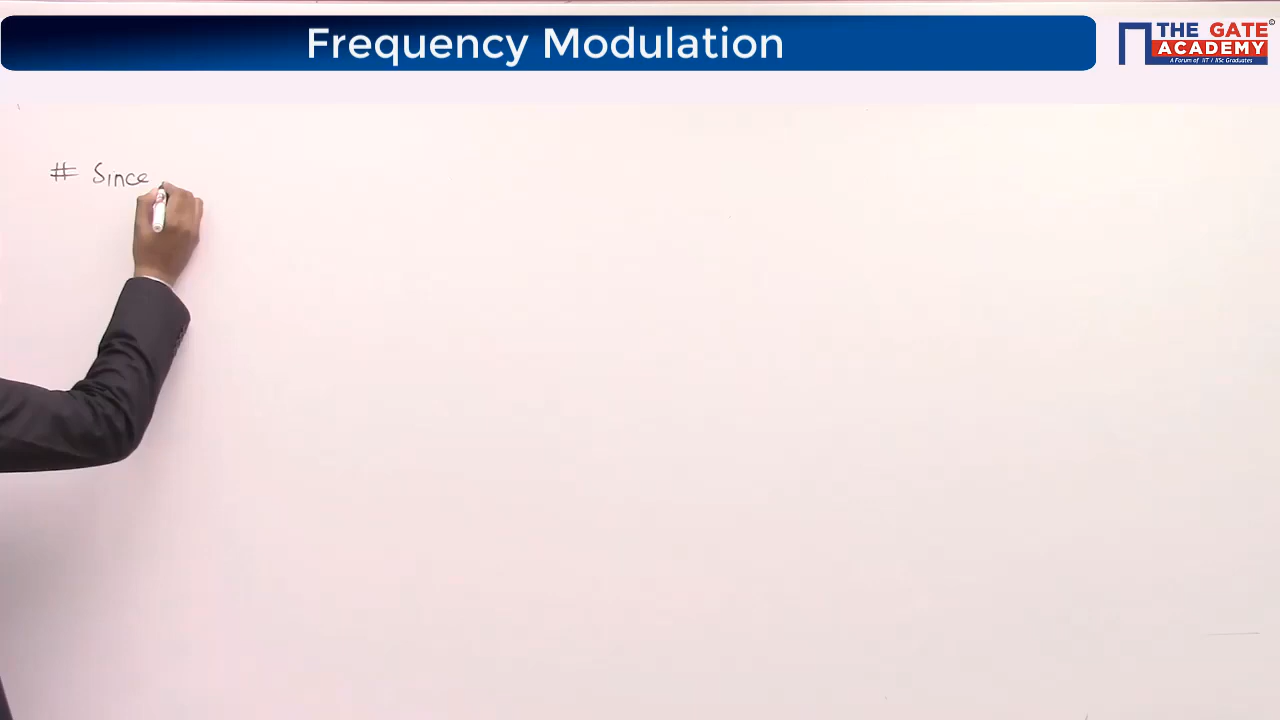 Frequency Modulation
THE GATE
ACADEMY
A Forum of IIT / IISc Graduates
# Since